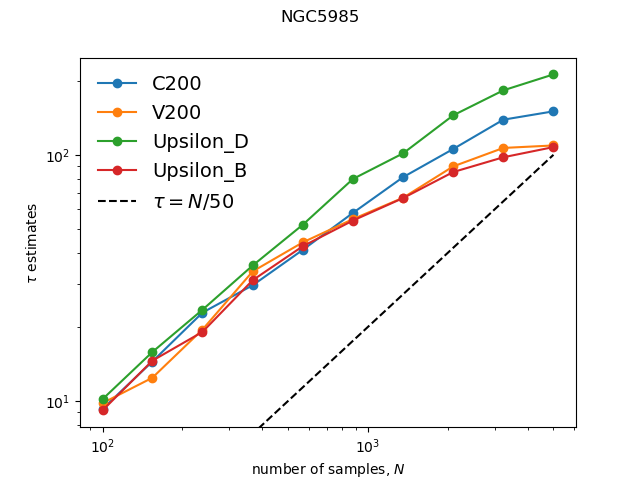 NGC5985
C200
V200
Upsilon_D
Upsilon_B
τ = N/50
10²
10¹
τ estimates
10²
10³
number of samples, N